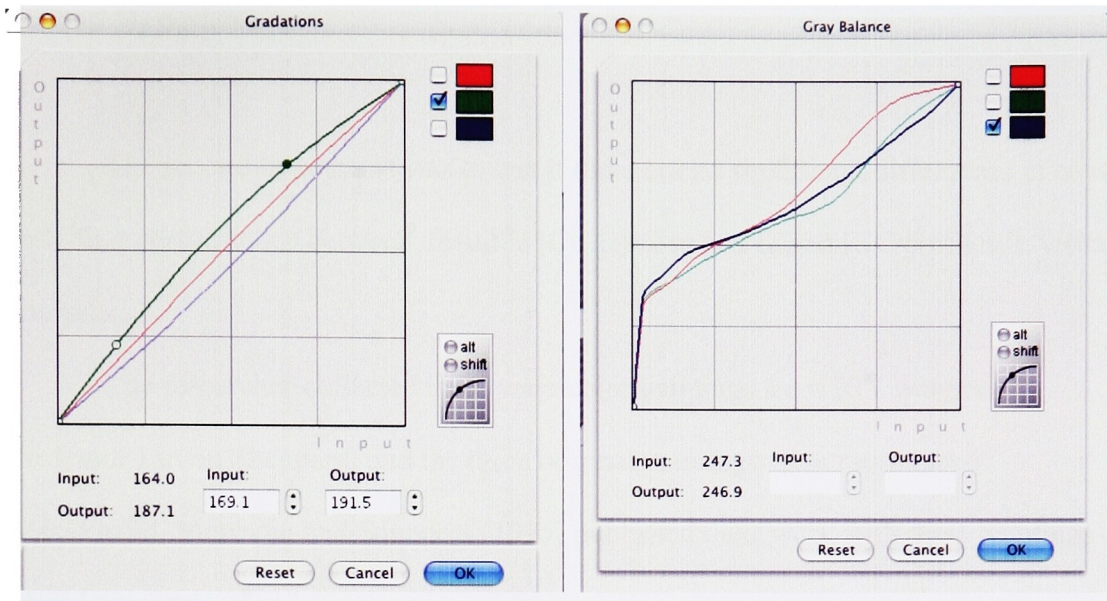 Gradations
Output
alt
shift
Input
Input: 164.0
Output: 187.1
Input:
169.1
Output:
191.5
Reset
Cancel
OK
Gray Balance
Output
alt
shift
Input
Input: 247.3
Output: 246.9
Input:
Output:
Reset
Cancel
OK